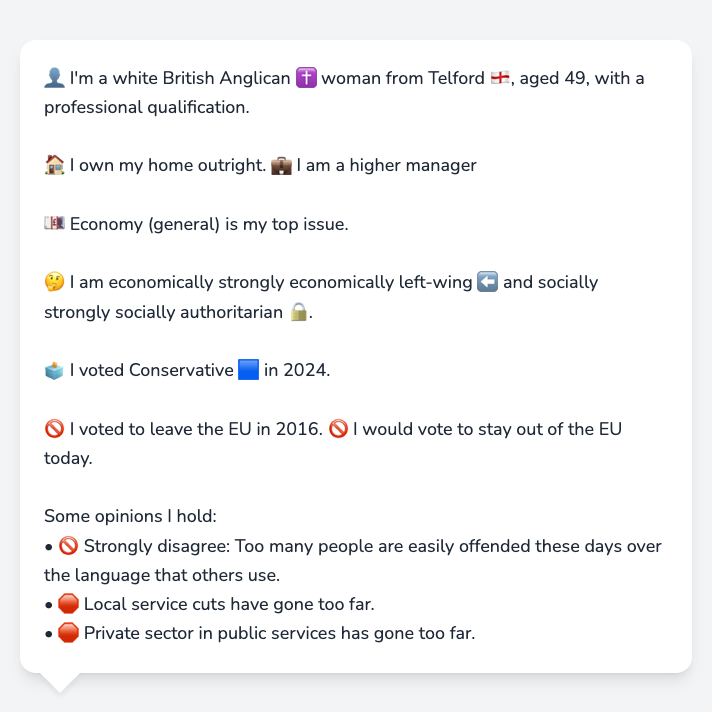 👤 I'm a white British Anglican ✝️ woman from Telford 🏴󠁧󠁢󠁥󠁮󠁧󠁿, aged 49, with a
professional qualification.
🏠 I own my home outright. 💼 I am a higher manager
💷 Economy (general) is my top issue.
🤔 I am economically strongly economically left-wing ⬅️ and socially
strongly socially authoritarian 🔒.
🗳️ I voted Conservative 🟦 in 2024.
🚫 I voted to leave the EU in 2016. 🚫 I would vote to stay out of the EU
today.
Some opinions I hold:
• 🚫 Strongly disagree: Too many people are easily offended these days over
the language that others use.
• 🛑 Local service cuts have gone too far.
• 🛑 Private sector in public services has gone too far.